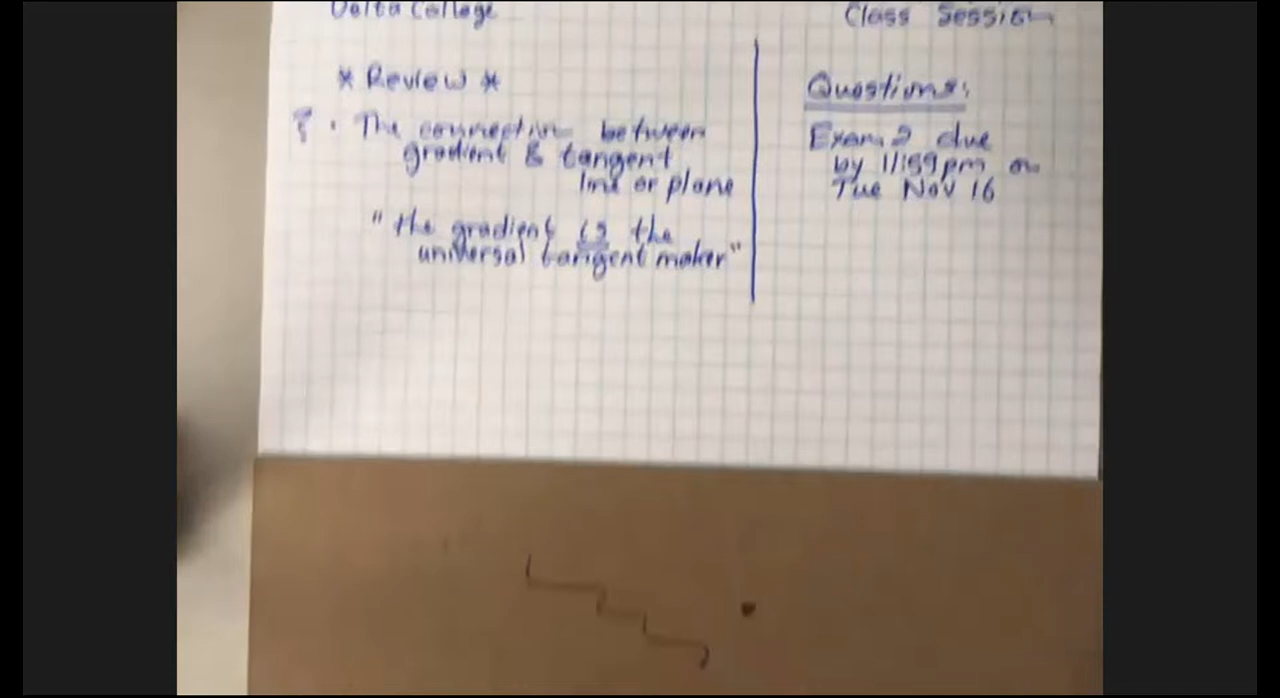 Delta College
Class Session
* Review *
? • The connection between
gradient & tangent
line or plane
"the gradient is the
universal tangent maker"
Questions:
Exam 2 due
by 11:59pm on
Tue Nov 16